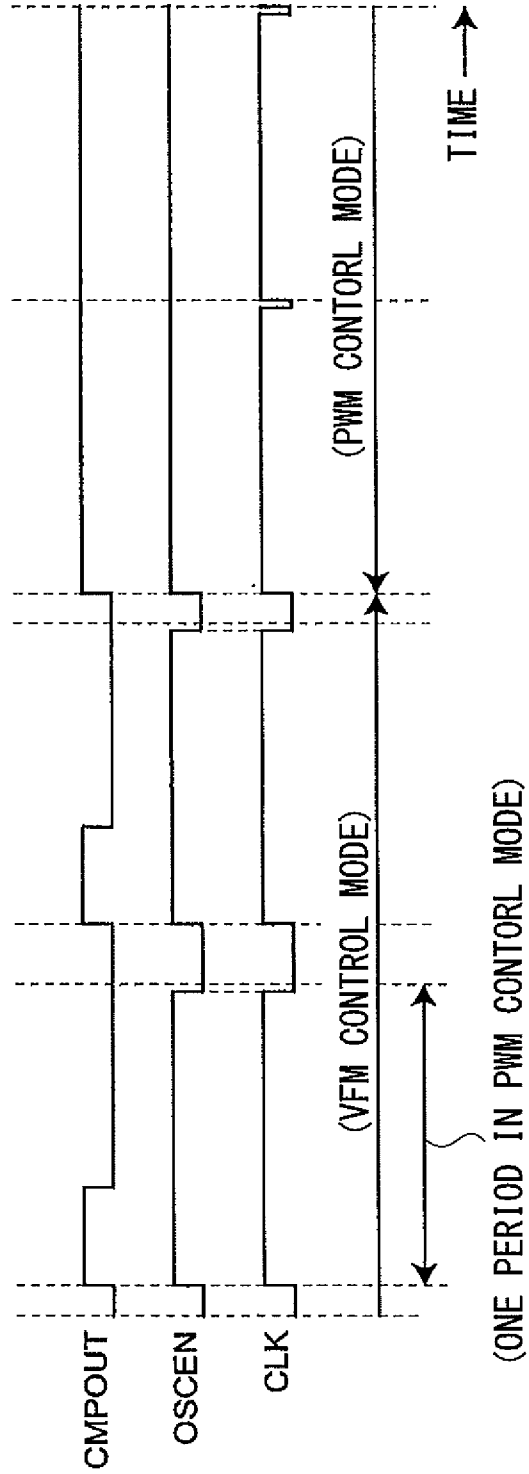 CMPOUT
OSCEN
CLK
(VFM CONTROL MODE)
(PWM CONTORL MODE)
(ONE PERIOD IN PWM CONTORL MODE)
TIME